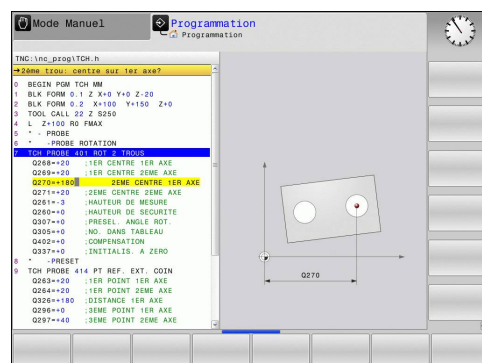 Mode Manuel
Programmation
Programmation
TNC:\nc_prog\TCH.h
→2ème trou: centre sur 1er axe?
0 BEGIN PGM TCH MM
1 BLK FORM 0.1 Z X+0 Y+0 Z-20
2 BLK FORM 0.2 X+100 Y+150 Z+0
3 TOOL CALL 22 Z S250
4 L Z+100 R0 FMAX
5 * - PROBE
6 * -PROBE ROTATION
7 TCH PROBE 401 ROT 2 TROUS
Q268=+20 ;1ER CENTRE 1ER AXE
Q269=+20 ;1ER CENTRE 2EME AXE
Q270=+180 2EME CENTRE 1ER AXE
Q271=+20 ;2EME CENTRE 2EME AXE
Q261=-3 ;HAUTEUR DE MESURE
Q260=+0 ;HAUTEUR DE SECURITE
Q307=+0 ;PRESEL. ANGLE ROT.
Q305=+0 ;NO. DANS TABLEAU
Q402=+0 ;COMPENSATION
Q337=+0 ;INITIALIS. A ZERO
8 * -PRESET
9 TCH PROBE 414 PT REF. EXT. COIN
Q263=+20 ;1ER POINT 1ER AXE
Q264=+20 ;1ER POINT 2EME AXE
Q326=+180 ;DISTANCE 1ER AXE
Q296=+0 ;3EME POINT 1ER AXE
Q297=+40 ;3EME POINT 2EME AXE
Q270